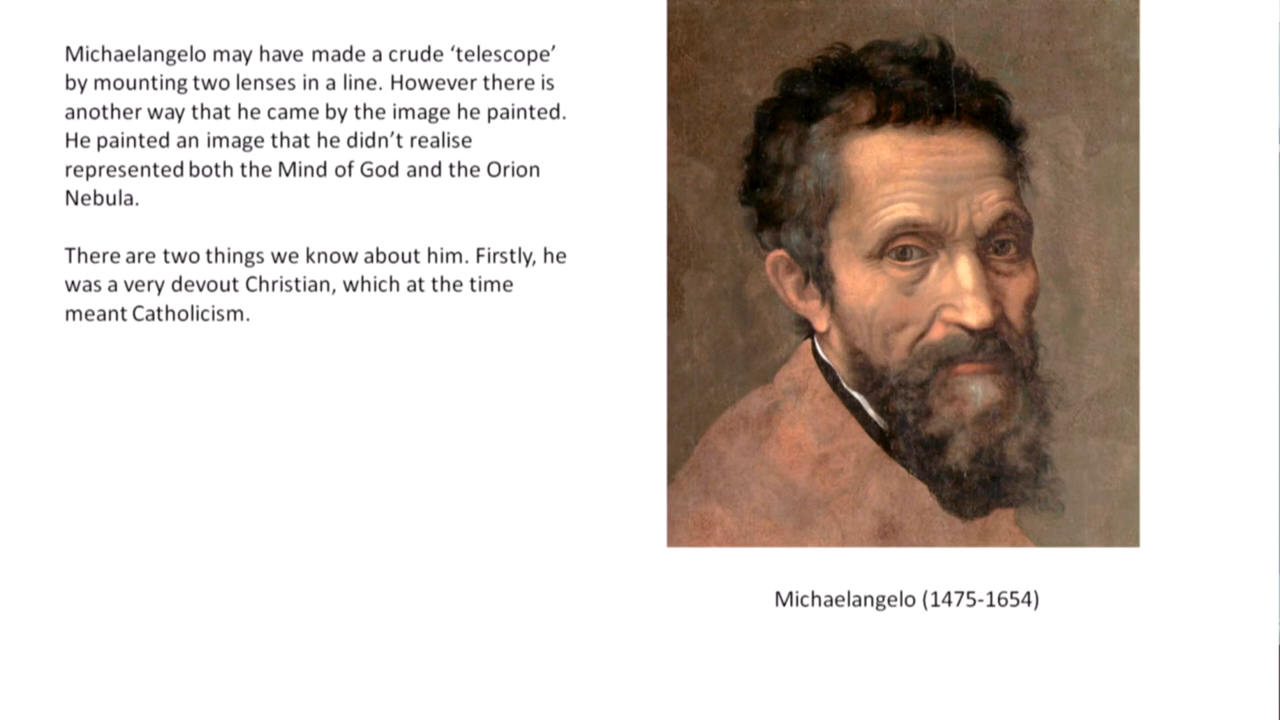 Michaelangelo may have made a crude ‘telescope’
by mounting two lenses in a line. However there is
another way that he came by the image he painted.
He painted an image that he didn’t realise
represented both the Mind of God and the Orion
Nebula.
There are two things we know about him. Firstly, he
was a very devout Christian, which at the time
meant Catholicism.
Michaelangelo (1475-1654)